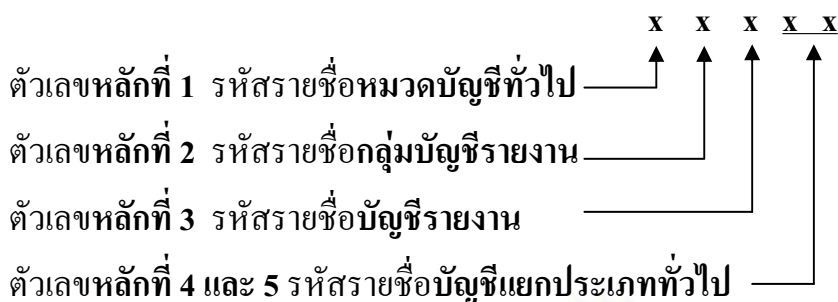 x x x x x
ตัวเลขหลักที่ 1 รหัสรายชื่อหมวดบัญชีทั่วไป
ตัวเลขหลักที่ 2 รหัสรายชื่อกลุ่มบัญชีรายงาน
ตัวเลขหลักที่ 3 รหัสรายชื่อบัญชีรายงาน
ตัวเลขหลักที่ 4 และ 5 รหัสรายชื่อบัญชีแยกประเภททั่วไป